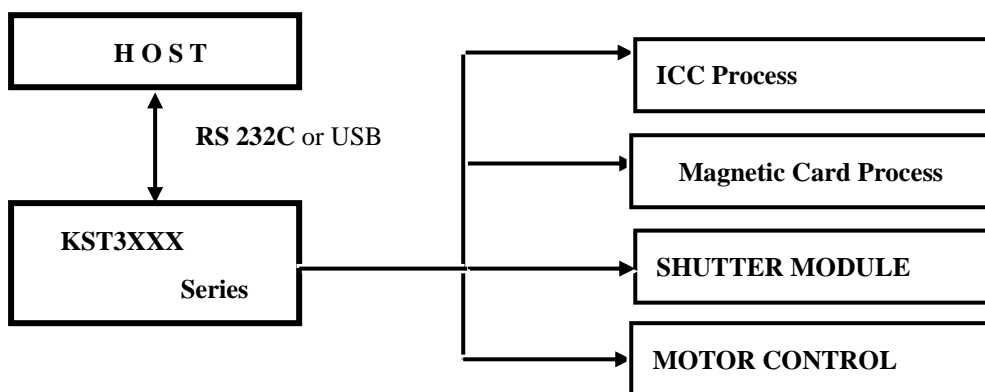 H O S T
RS 232C or USB
KST3XXX
Series
ICC Process
Magnetic Card Process
SHUTTER MODULE
MOTOR CONTROL